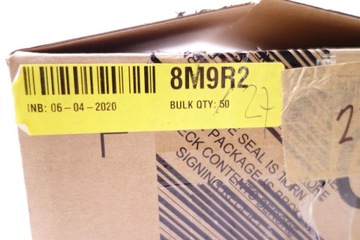 8M9R2
INB: 06-04-2020
BULK QTY: 50
27
2
SEAL IS TORN
PACKAGE IS
CK CONTENTS
SIGNING